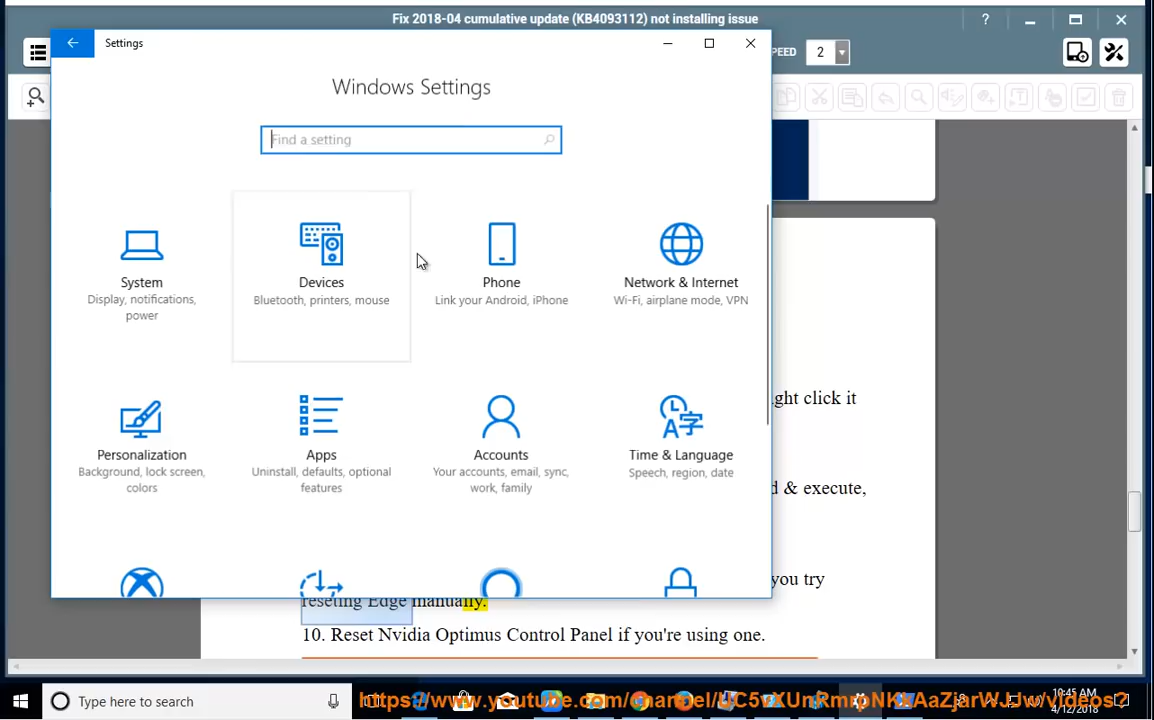 Fix 2018-04 cumulative update (KB4093112) not installing issue
?
Settings
PEED 2
Windows Settings
Find a setting
System
Display, notifications,
power
Devices
Bluetooth, printers, mouse
Phone
Link your Android, iPhone
Network & Internet
Wi-Fi, airplane mode, VPN
Personalization
Background, lock screen,
colors
Apps
Uninstall, defaults, optional
features
Accounts
Your accounts, email, sync,
work, family
Time & Language
Speech, region, date
ght click it
d & execute,
you try
reseting Edge manually.
10. Reset Nvidia Optimus Control Panel if you're using one.
Type here to search
10:45 AM
4/12/2018